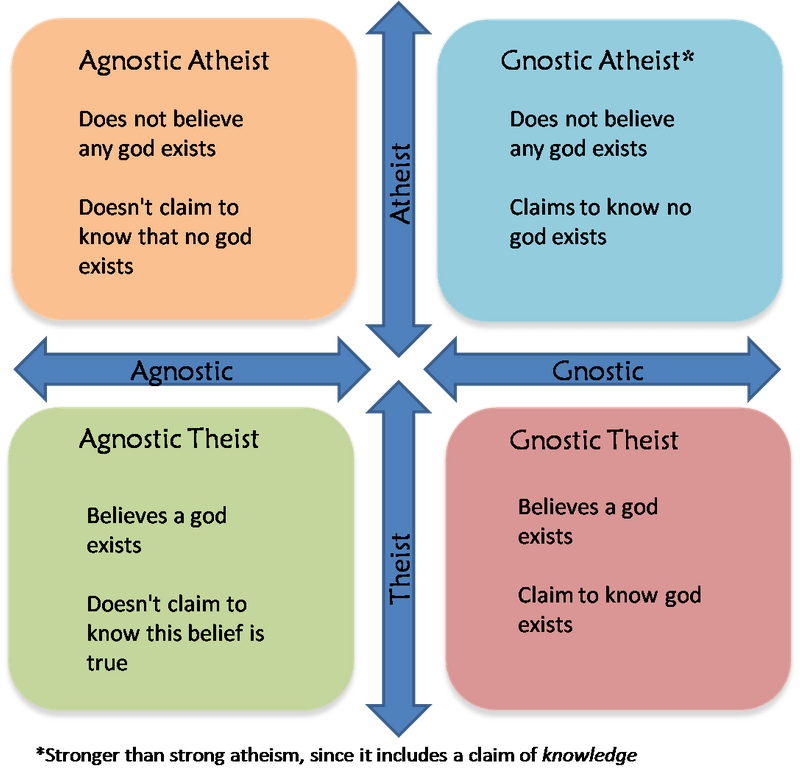 Agnostic Atheist
Does not believe
any god exists
Doesn't claim to
know that no god
exists
Atheist
Gnostic Atheist*
Does not believe
any god exists
Claims to know no
god exists
Agnostic
Gnostic
Agnostic Theist
Believes a god
exists
Doesn't claim to
know this belief is
true
Theist
Gnostic Theist
Believes a god
exists
Claim to know god
exists
*Stronger than strong atheism, since it includes a claim of knowledge